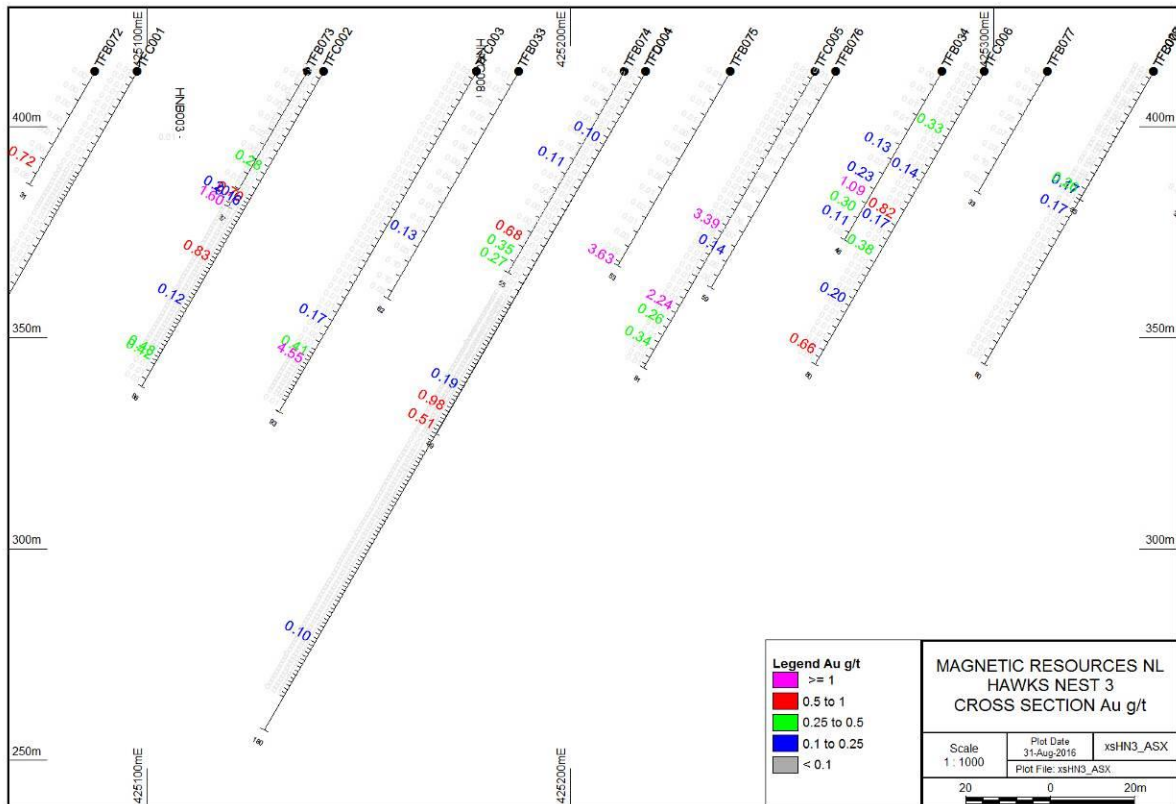 425100mE
425200mE
425300mE
TFB072
TFC001
HNB003
TFB073
TFC002
TFB033
TFB074
TFB075
TFC005
TFB076
TFB034
TFC006
TFB077
400m
400m
0.72
0.28
1.60
0.83
0.12
0.42
0.17
0.41
4.55
0.13
0.10
0.11
0.68
0.35
0.27
0.19
0.98
0.51
0.10
3.63
3.39
0.14
2.24
0.26
0.34
0.33
0.13
0.14
0.23
1.09
0.30
0.82
0.11
0.17
0.38
0.20
0.66
0.17
0.17
350m
350m
300m
300m
250m
425100mE
425200mE
180
Legend Au g/t
>= 1
0.5 to 1
0.25 to 0.5
0.1 to 0.25
< 0.1
MAGNETIC RESOURCES NL
HAWKS NEST 3
CROSS SECTION Au g/t
Scale
1 : 1000
Plot Date
31-Aug-2016
xsHN3_ASX
Plot File: xsHN3_ASX
20 0 20m